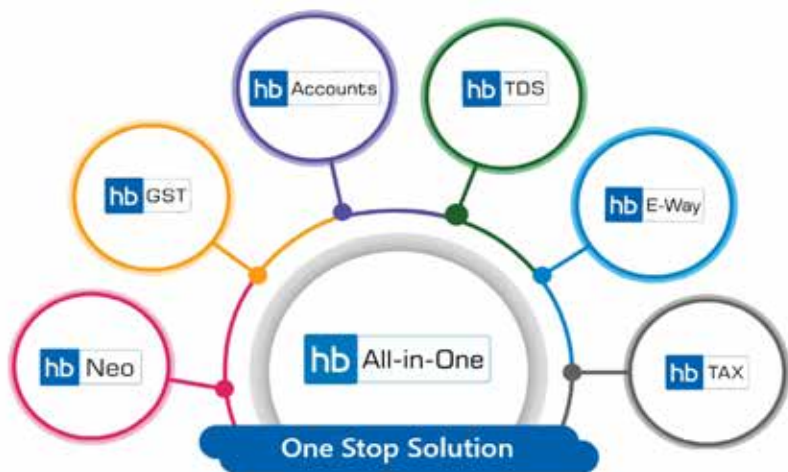 hb Accounts
hb TDS
hb GST
hb E-Way
hb Neo
hb All-in-One
hb TAX
One Stop Solution